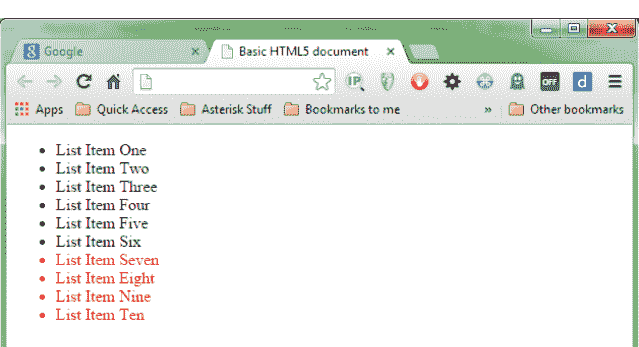 Google
Basic HTML5 document
IP
OFF
d
Apps
Quick Access
Asterisk Stuff
Bookmarks to me
»
Other bookmarks
• List Item One
• List Item Two
• List Item Three
• List Item Four
• List Item Five
• List Item Six
• List Item Seven
• List Item Eight
• List Item Nine
• List Item Ten